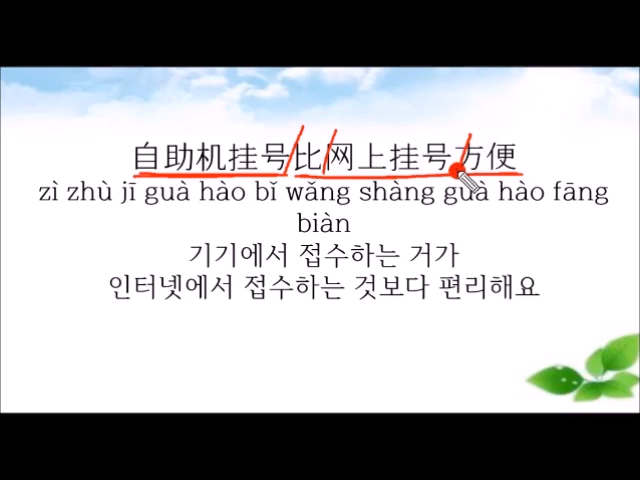 自助机挂号比网上挂号方便
zì zhù jī guà hào bǐ wǎng shàng guà hào fāng
biàn
기기에서 접수하는 거가
인터넷에서 접수하는 것보다 편리해요